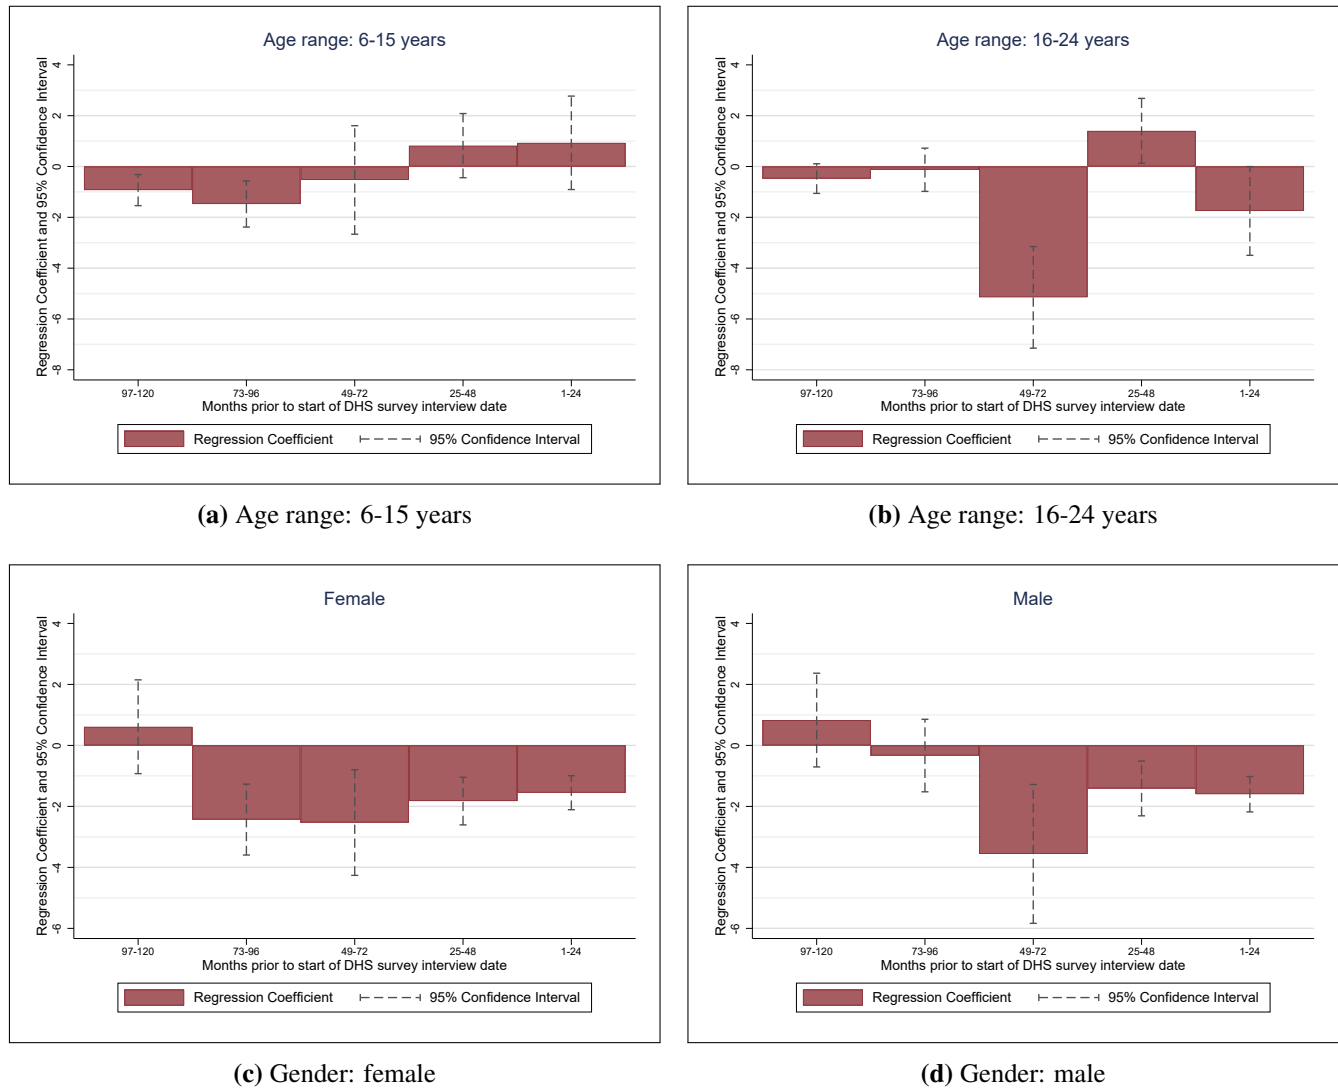 Age range: 6-15 years
Regression Coefficient and 95% Confidence Interval
4
2
0
-2
-4
-6
-8
97-120 73-96 49-72 25-48 1-24
Months prior to start of DHS survey interview date
Regression Coefficient 95% Confidence Interval
(a) Age range: 6-15 years
Age range: 16-24 years
Regression Coefficient and 95% Confidence Interval
4
2
0
-2
-4
-6
-8
97-120 73-96 49-72 25-48 1-24
Months prior to start of DHS survey interview date
Regression Coefficient 95% Confidence Interval
(b) Age range: 16-24 years
Female
Regression Coefficient and 95% Confidence Interval
4
2
0
-2
-4
-6
97-120 73-96 49-72 25-48 1-24
Months prior to start of DHS survey interview date
Regression Coefficient 95% Confidence Interval
(c) Gender: female
Male
Regression Coefficient and 95% Confidence Interval
4
2
0
-2
-4
-6
97-120 73-96 49-72 25-48 1-24
Months prior to start of DHS survey interview date
Regression Coefficient 95% Confidence Interval
(d) Gender: male